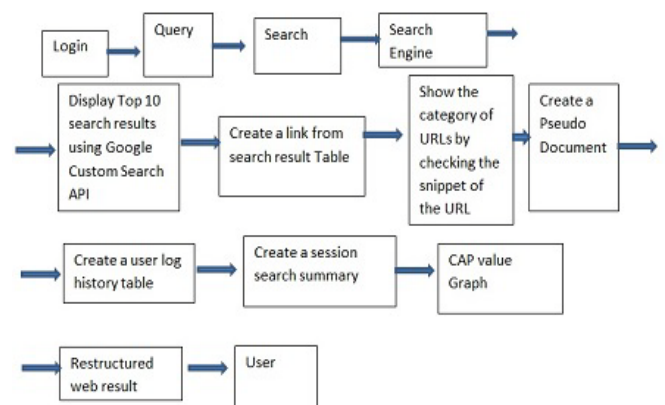 Login
Query
Search
Search
Engine
Display Top 10
search results
using Google
Custom Search
API
Create a link from
search result Table
Show the
category of
URLs by
checking the
snippet of
the URL
Create a
Pseudo
Document
Create a user log
history table
Create a session
search summary
CAP value
Graph
Restructured
web result
User